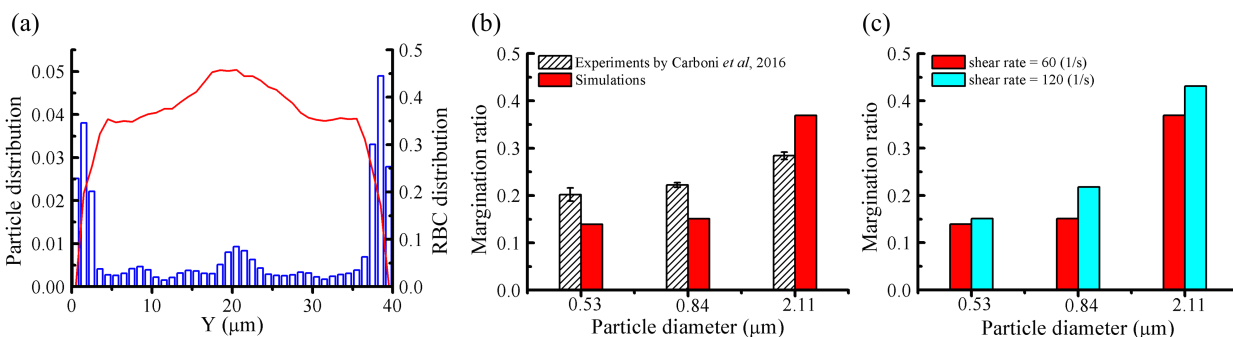 (a)
0.05
0.04
0.03
0.02
0.01
0.00
Particle distribution
0 10 20 30 40
Y (μm)
0.5
0.4
0.3
0.2
0.1
0.0
RBC distribution
(b)
0.5
0.4
0.3
0.2
0.1
0.0
Margination ratio
Experiments by Carboni et al, 2016
Simulations
0.53 0.84 2.11
Particle diameter (μm)
(c)
0.5
0.4
0.3
0.2
0.1
0.0
Margination ratio
shear rate = 60 (1/s)
shear rate = 120 (1/s)
0.53 0.84 2.11
Particle diameter (μm)